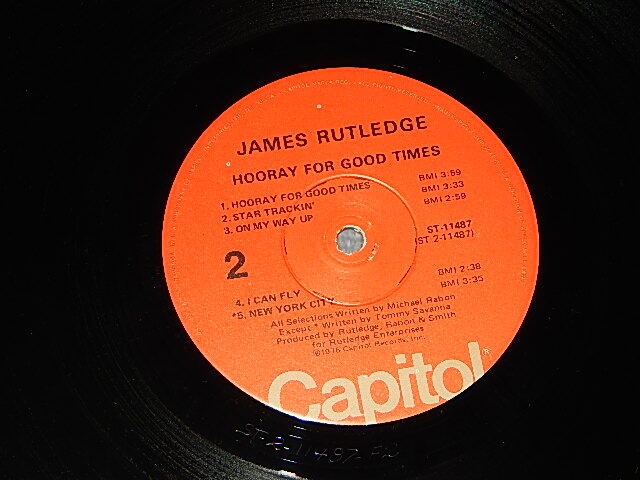 JAMES RUTLEDGE
HOORAY FOR GOOD TIMES
1. HOORAY FOR GOOD TIMES BMI 3:59
2. STAR TRACKIN' BMI 3:33
3. ON MY WAY UP BMI 2:59
ST-11487
(ST 2-11487)
2
4. I CAN FLY BMI 2:38
*5. NEW YORK CITY BMI 3:35
All Selections Written by Michael Rabon
Except * Written by Tommy Savanna
Produced by Rutledge, Rabon & Smith
for Rutledge Enterprises
℗1976 Capitol Records, Inc.
Capitol®